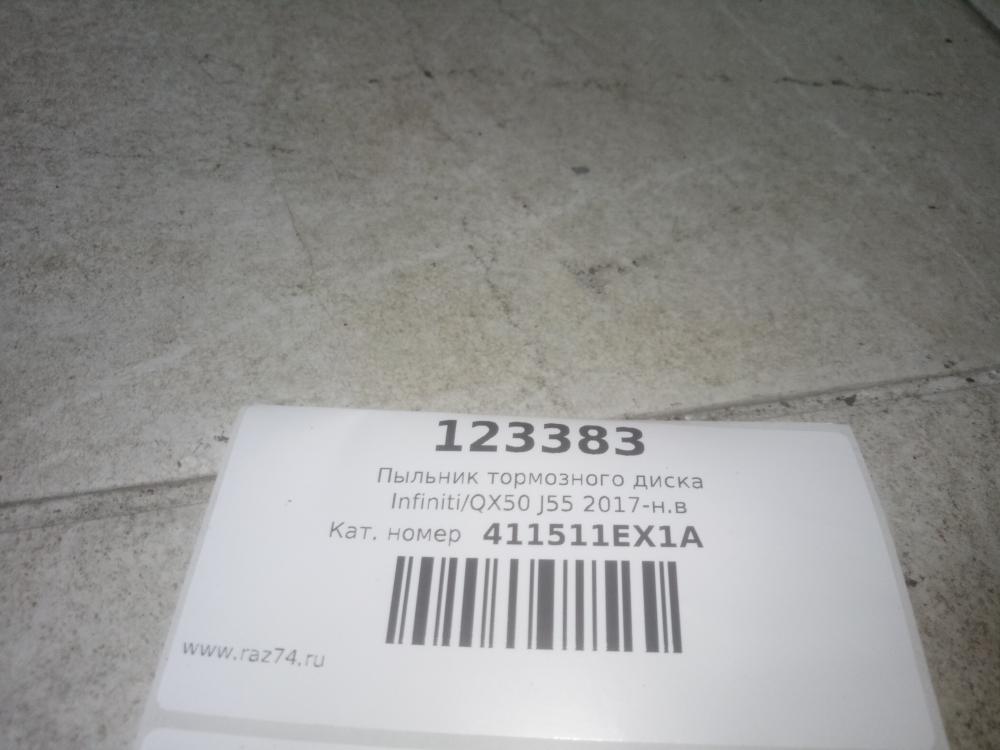 123383
Пыльник тормозного диска
Infiniti/QX50 J55 2017-н.в
Кат. номер 411511EX1A
www.raz74.ru